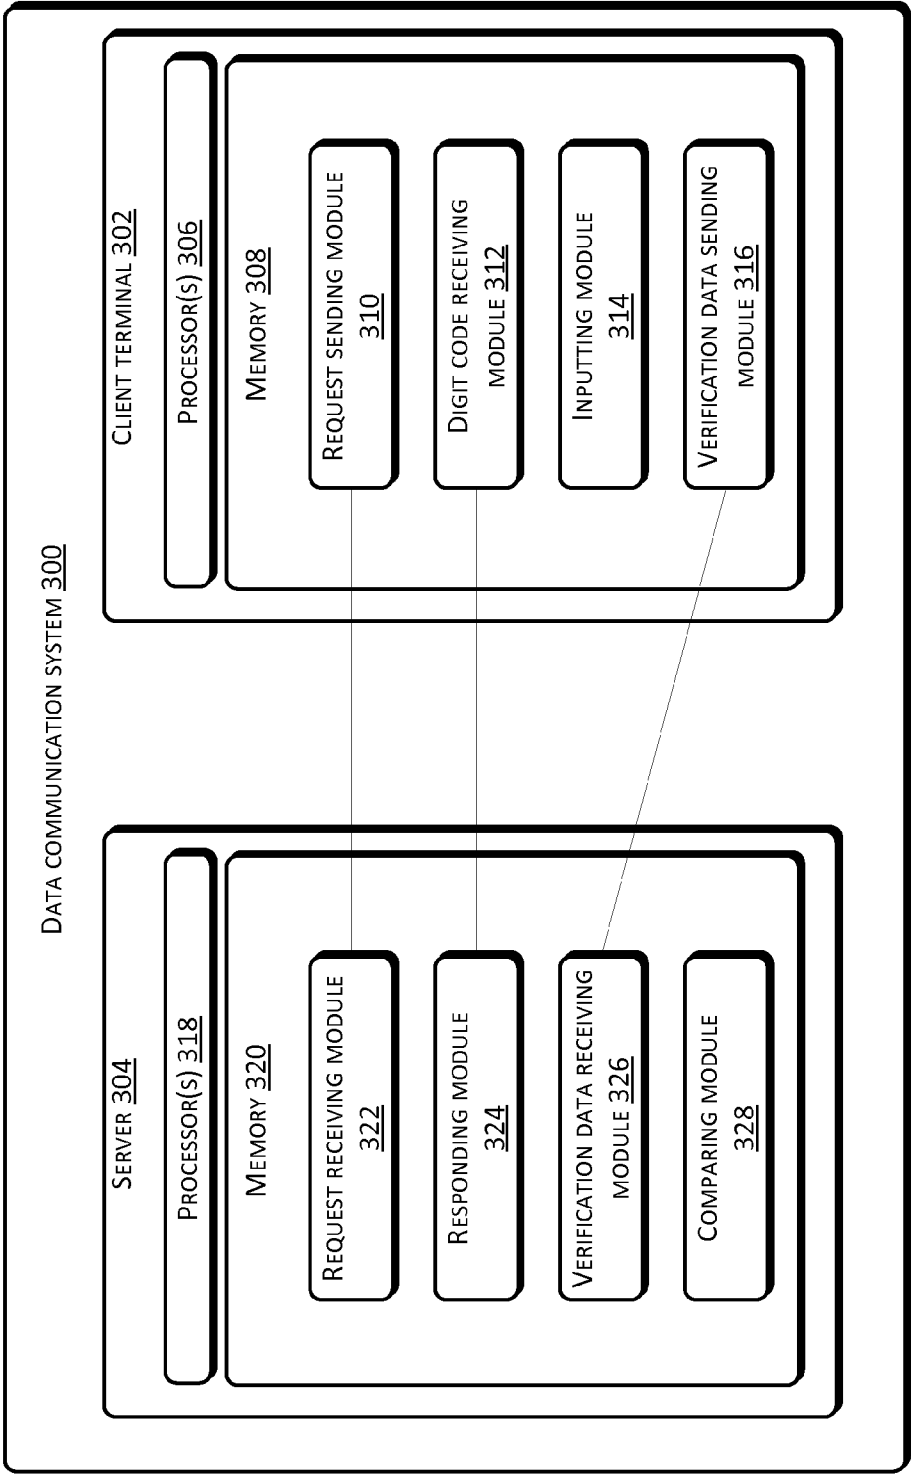 DATA COMMUNICATION SYSTEM 300
SERVER 304
PROCESSOR(S) 318
MEMORY 320
REQUEST RECEIVING MODULE
322
RESPONDING MODULE
324
VERIFICATION DATA RECEIVING
MODULE 326
COMPARING MODULE
328
CLIENT TERMINAL 302
PROCESSOR(S) 306
MEMORY 308
REQUEST SENDING MODULE
310
DIGIT CODE RECEIVING
MODULE 312
INPUTTING MODULE
314
VERIFICATION DATA SENDING
MODULE 316